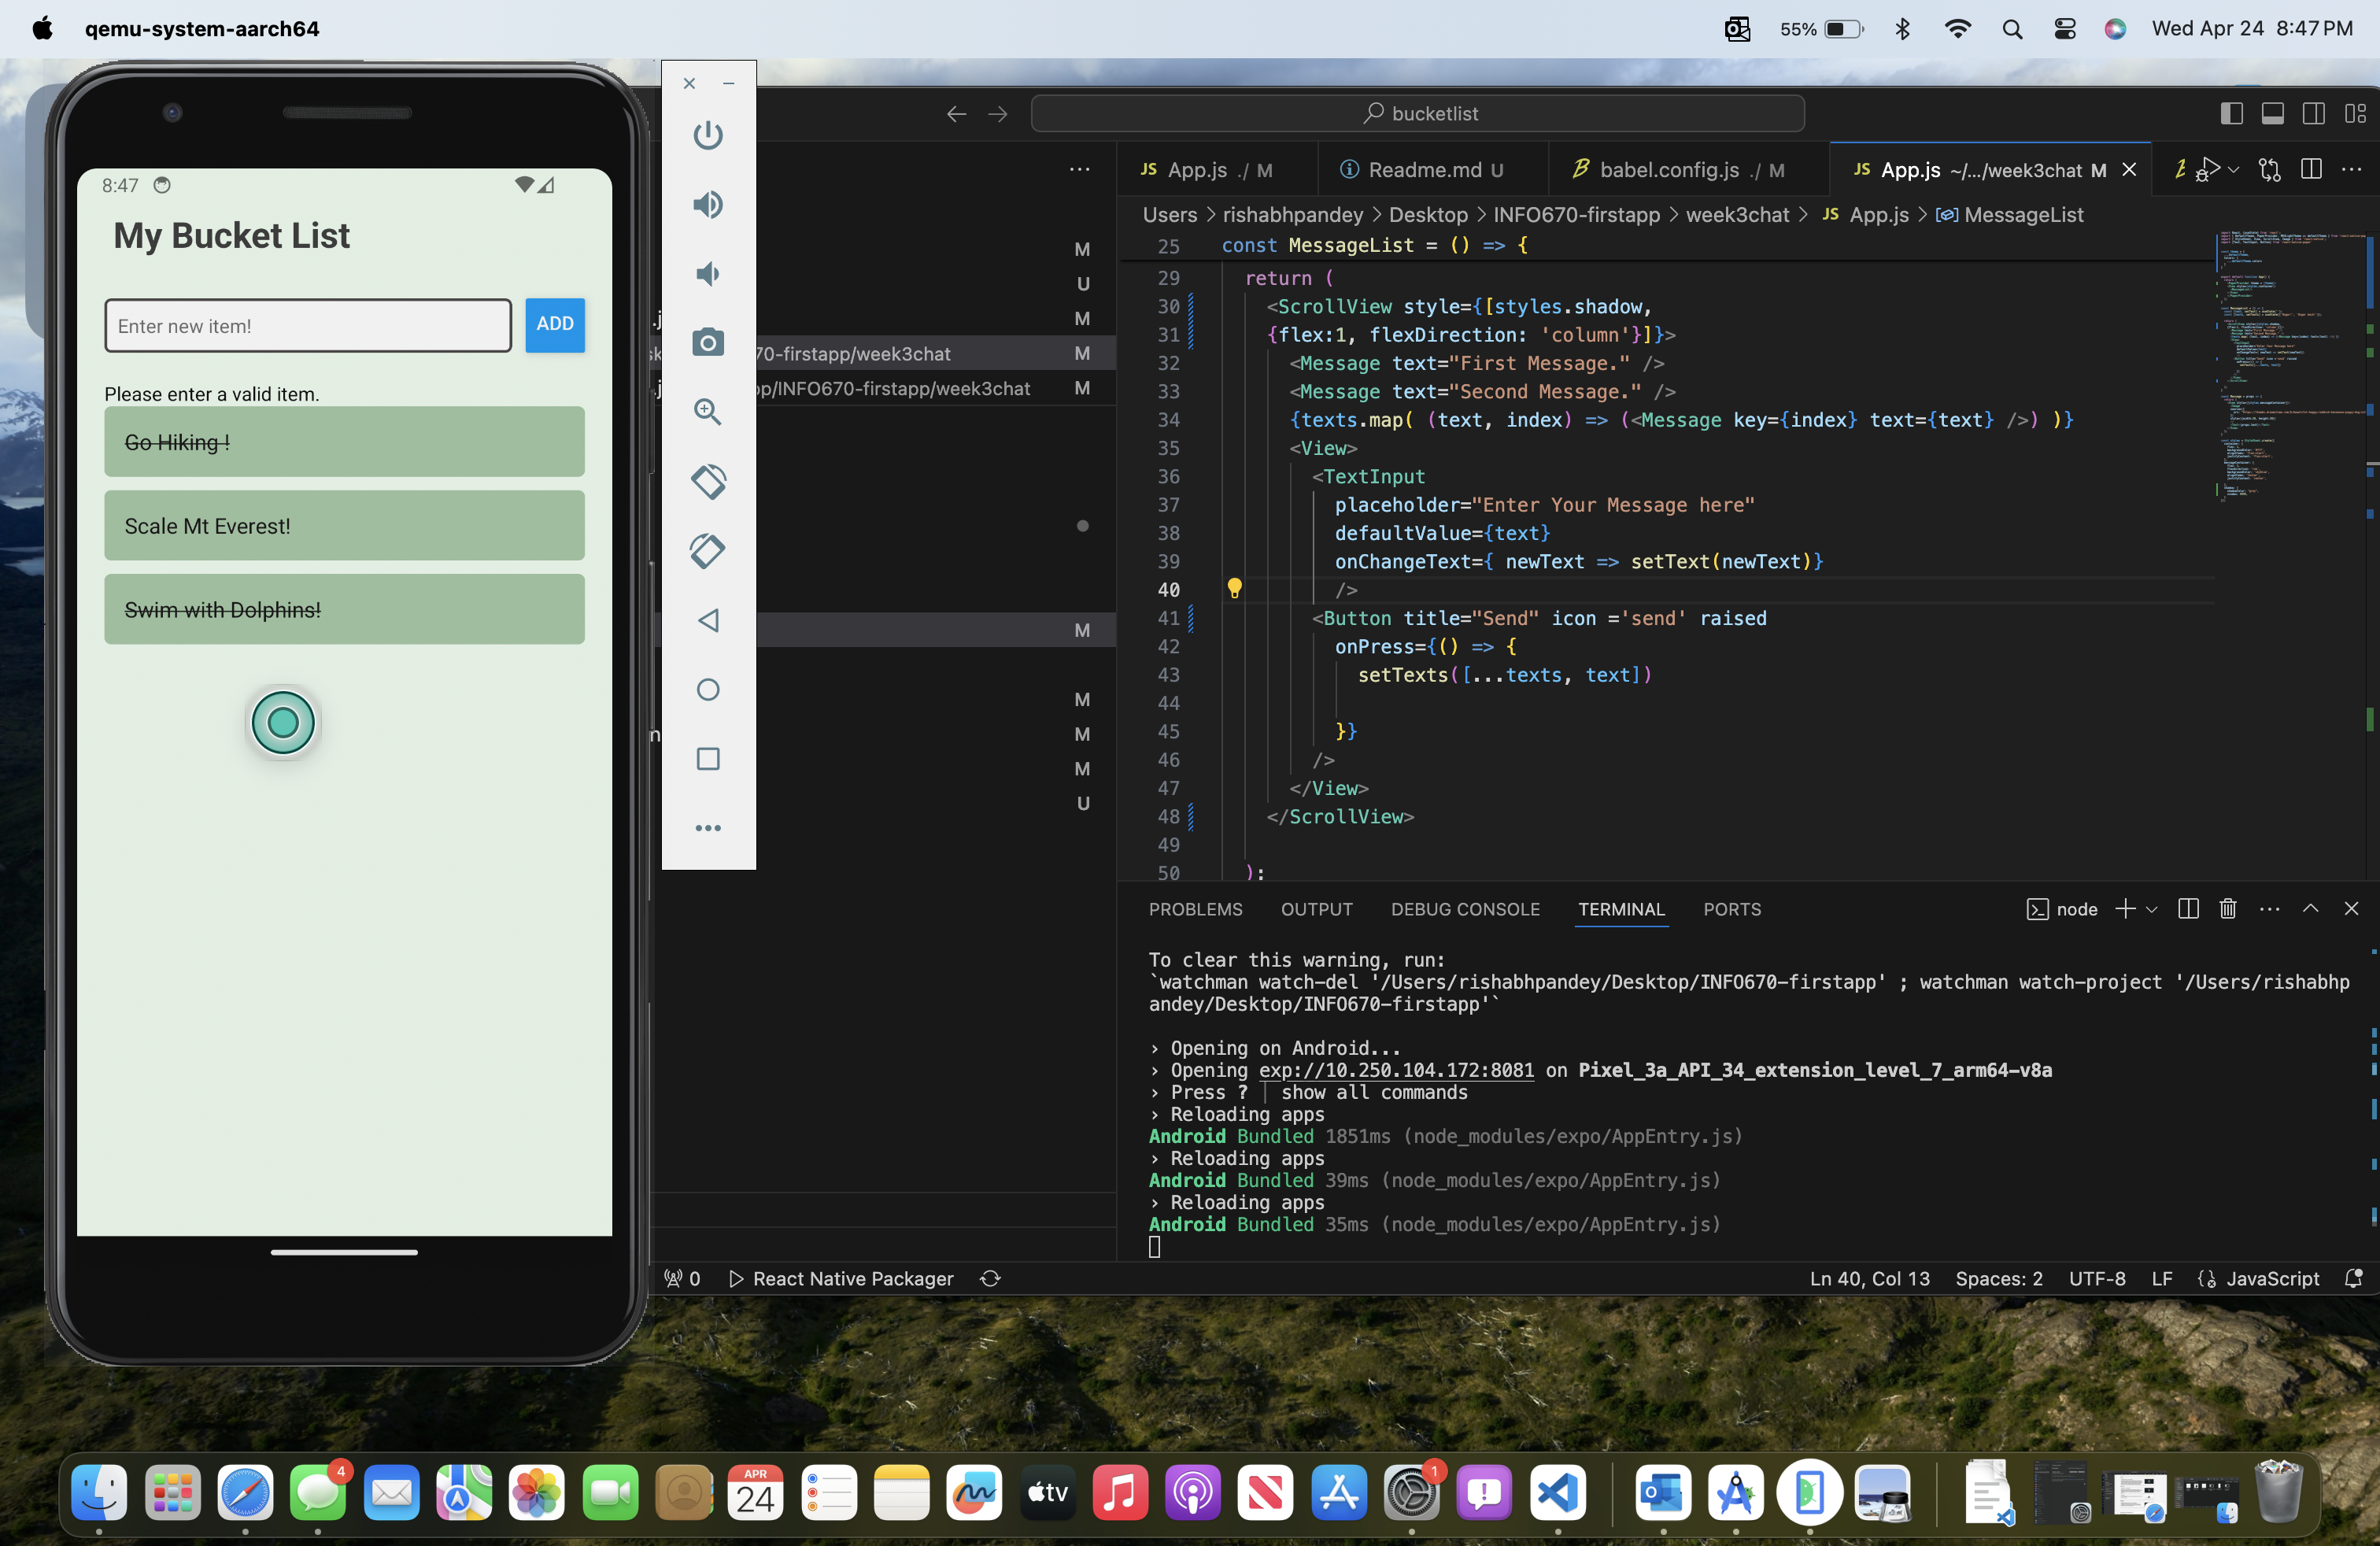 qemu-system-aarch64
55%
Wed Apr 24 8:47 PM
8:47
My Bucket List
Enter new item!
ADD
Please enter a valid item.
Go Hiking !
Scale Mt Everest!
Swim with Dolphins!
bucketlist
M
U
M
70-firstapp/week3chat M
p/INFO670-firstapp/week3chat M
M
M
M
M
U
JS App.js ./ M
Readme.md U
babel.config.js ./ M
JS App.js ~/.../week3chat M
Users > rishabhpandey > Desktop > INFO670-firstapp > week3chat > JS App.js > MessageList
25 const MessageList = () => {
29 return (
30 <ScrollView style={[styles.shadow,
31 {flex:1, flexDirection: 'column'}]}>
32 <Message text="First Message." />
33 <Message text="Second Message." />
34 {texts.map( (text, index) => (<Message key={index} text={text} />) )}
35 <View>
36 <TextInput
37 placeholder="Enter Your Message here"
38 defaultValue={text}
39 onChangeText={ newText => setText(newText)}
40 />
41 <Button title="Send" icon ='send' raised
42 onPress={() => {
43 setTexts([...texts, text])
44
45 }}
46 />
47 </View>
48 </ScrollView>
49
50 );
PROBLEMS OUTPUT DEBUG CONSOLE TERMINAL PORTS
node
To clear this warning, run:
`watchman watch-del '/Users/rishabhpandey/Desktop/INFO670-firstapp' ; watchman watch-project '/Users/rishabhp
andey/Desktop/INFO670-firstapp'`
› Opening on Android...
› Opening exp://10.250.104.172:8081 on Pixel_3a_API_34_extension_level_7_arm64-v8a
› Press ? │ show all commands
› Reloading apps
Android Bundled 1851ms (node_modules/expo/AppEntry.js)
› Reloading apps
Android Bundled 39ms (node_modules/expo/AppEntry.js)
› Reloading apps
Android Bundled 35ms (node_modules/expo/AppEntry.js)
0 React Native Packager
Ln 40, Col 13 Spaces: 2 UTF-8 LF JavaScript
4
APR
24
tv
1